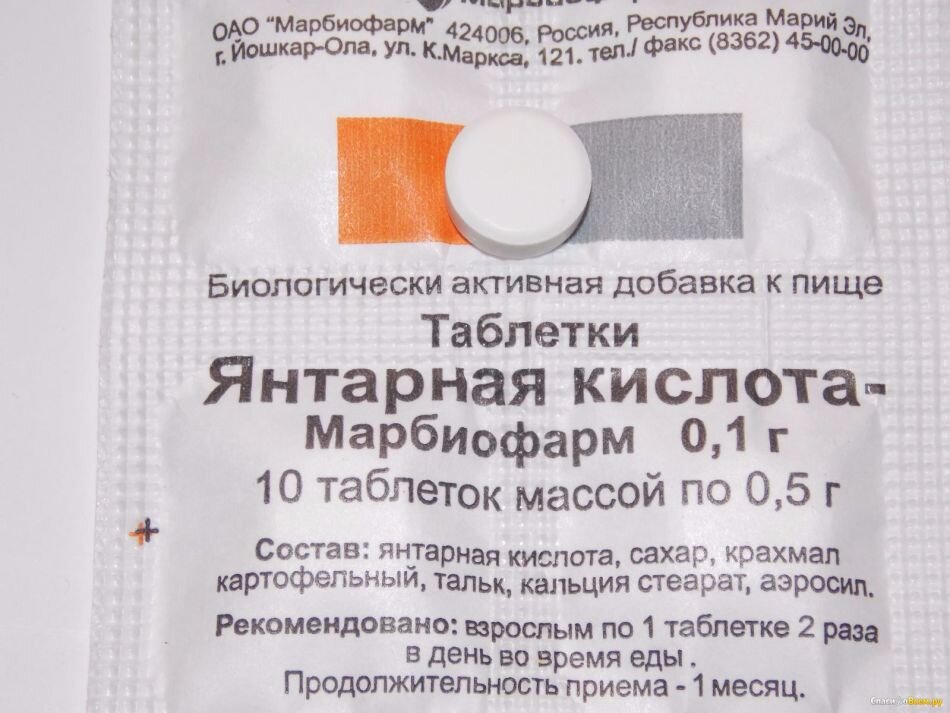 ОАО "Марбиофарм" 424006, Россия, Республика Марий Эл,
г. Йошкар-Ола, ул. К.Маркса, 121. тел./ факс (8362) 45-00-00
Биологически активная добавка к пище
Таблетки
Янтарная кислота-
Марбиофарм 0,1 г
10 таблеток массой по 0,5 г
Состав: янтарная кислота, сахар, крахмал
картофельный, тальк, кальция стеарат, аэросил.
Рекомендовано: взрослым по 1 таблетке 2 раза
в день во время еды.
Продолжительность приема - 1 месяц.